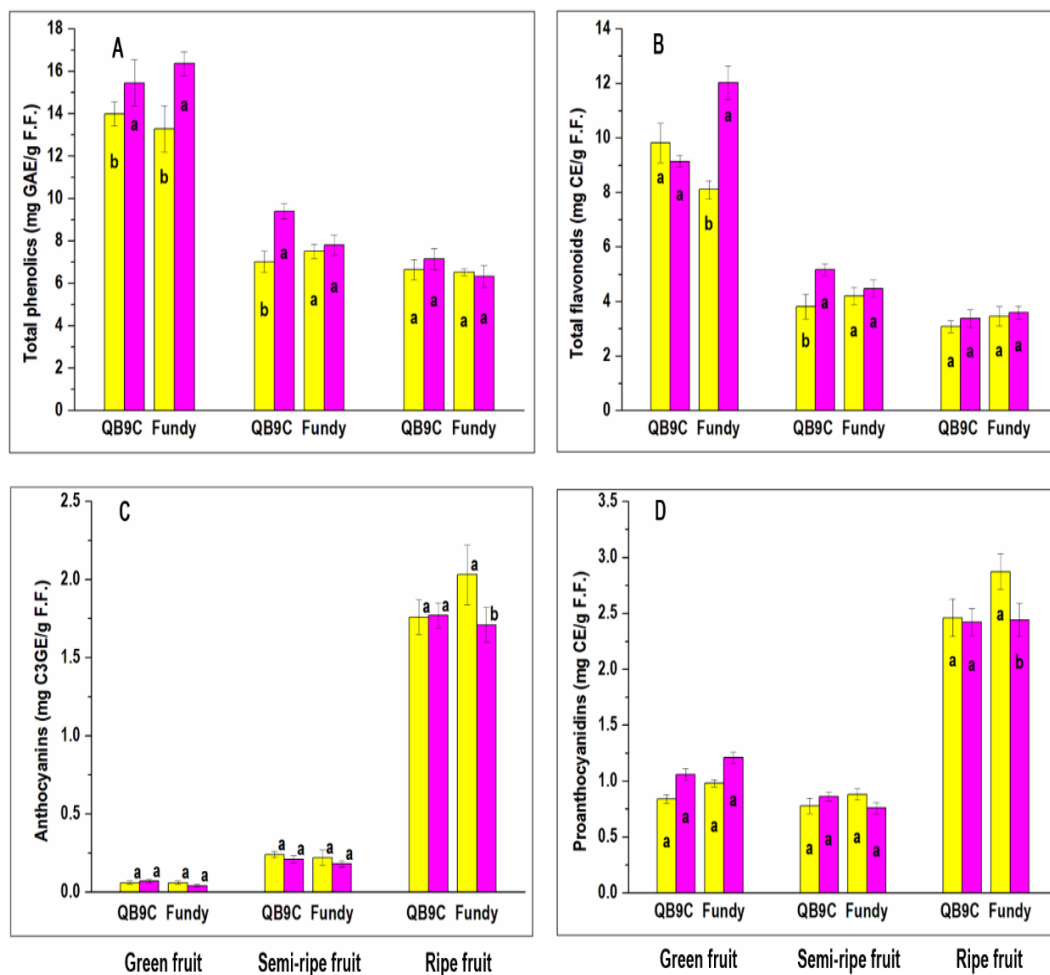 A
Total phenolics (mg GAE/g F.F.)
18
16
14
12
10
8
6
4
2
0
b a b a
b a a a
a a a a
QB9C Fundy QB9C Fundy QB9C Fundy
B
Total flavonoids (mg CE/g F.F.)
14
12
10
8
6
4
2
0
a a b a
b a a a
a a a a
QB9C Fundy QB9C Fundy QB9C Fundy
C
Anthocyanins (mg C3GE/g F.F.)
2.5
2.0
1.5
1.0
0.5
0.0
a a a a
a a a a
a a a b
QB9C Fundy QB9C Fundy QB9C Fundy
Green fruit Semi-ripe fruit Ripe fruit
D
Proanthocyanidins (mg CE/g F.F.)
3.5
3.0
2.5
2.0
1.5
1.0
0.5
0.0
a a a a
a a a a
a a a b
QB9C Fundy QB9C Fundy QB9C Fundy
Green fruit Semi-ripe fruit Ripe fruit